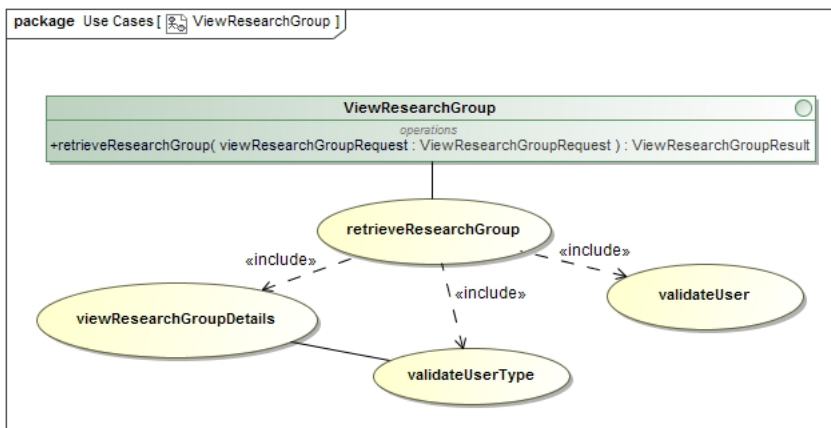 package Use Cases [ ViewResearchGroup ]
ViewResearchGroup
operations
+retrieveResearchGroup( viewResearchGroupRequest : ViewResearchGroupRequest ) : ViewResearchGroupResult
retrieveResearchGroup
«include»
«include»
«include»
validateUser
viewResearchGroupDetails
validateUserType